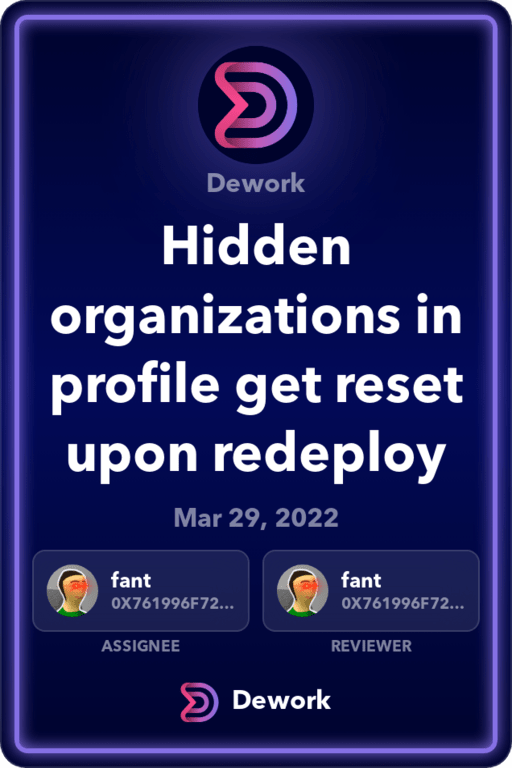 Dework
Hidden
organizations in
profile get reset
upon redeploy
Mar 29, 2022
fant
0X761996F72...
ASSIGNEE
fant
0X761996F72...
REVIEWER
Dework